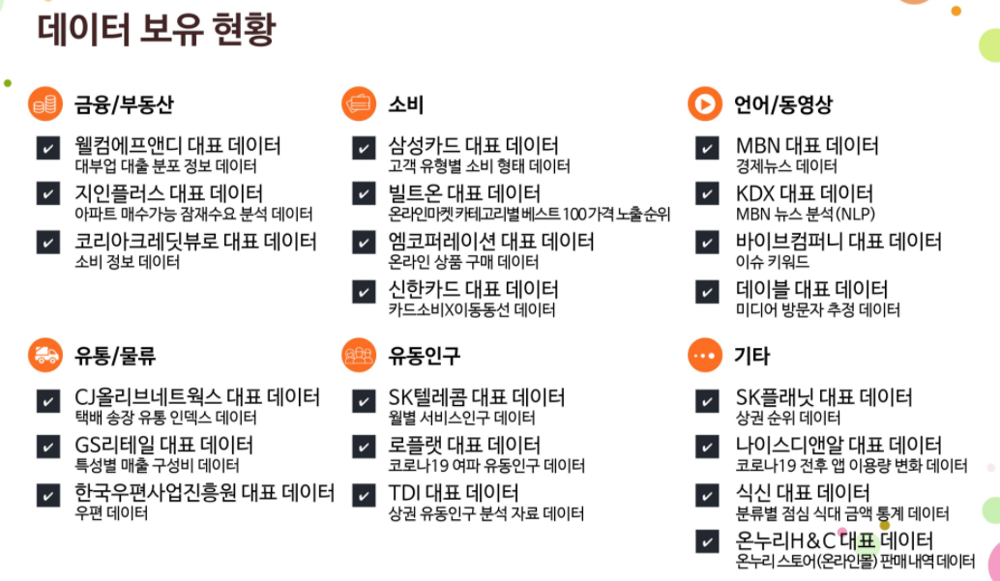 데이터 보유 현황
금융/부동산
웰컴에프앤디 대표 데이터
대부업 대출 분포 정보 데이터
지인플러스 대표 데이터
아파트 매수가능 잠재수요 분석 데이터
코리아크레딧뷰로 대표 데이터
소비 정보 데이터
소비
삼성카드 대표 데이터
고객 유형별 소비 형태 데이터
빌트온 대표 데이터
온라인마켓 카테고리별 베스트 100 가격 노출 순위
엠코퍼레이션 대표 데이터
온라인 상품 구매 데이터
신한카드 대표 데이터
카드소비X이동동선 데이터
언어/동영상
MBN 대표 데이터
경제뉴스 데이터
KDX 대표 데이터
MBN 뉴스 분석(NLP)
바이브컴퍼니 대표 데이터
이슈 키워드
데이블 대표 데이터
미디어 방문자 추정 데이터
유통/물류
CJ올리브네트웍스 대표 데이터
택배 송장 유통 인덱스 데이터
GS리테일 대표 데이터
특성별 매출 구성비 데이터
한국우편사업진흥원 대표 데이터
우편 데이터
유동인구
SK텔레콤 대표 데이터
월별 서비스인구 데이터
로플랫 대표 데이터
코로나19 여파 유동인구 데이터
TDI 대표 데이터
상권 유동인구 분석 자료 데이터
기타
SK플래닛 대표 데이터
상권 순위 데이터
나이스디앤알 대표 데이터
코로나19 전후 앱 이용량 변화 데이터
식신 대표 데이터
분류별 점심 식대 금액 통계 데이터
온누리H&C 대표 데이터
온누리 스토어(온라인몰) 판매 내역 데이터